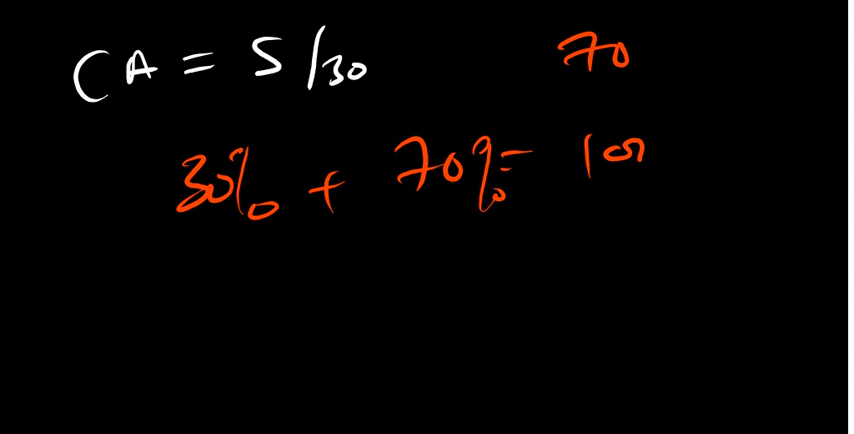 CA = 5/30 70
30% + 70% = 100